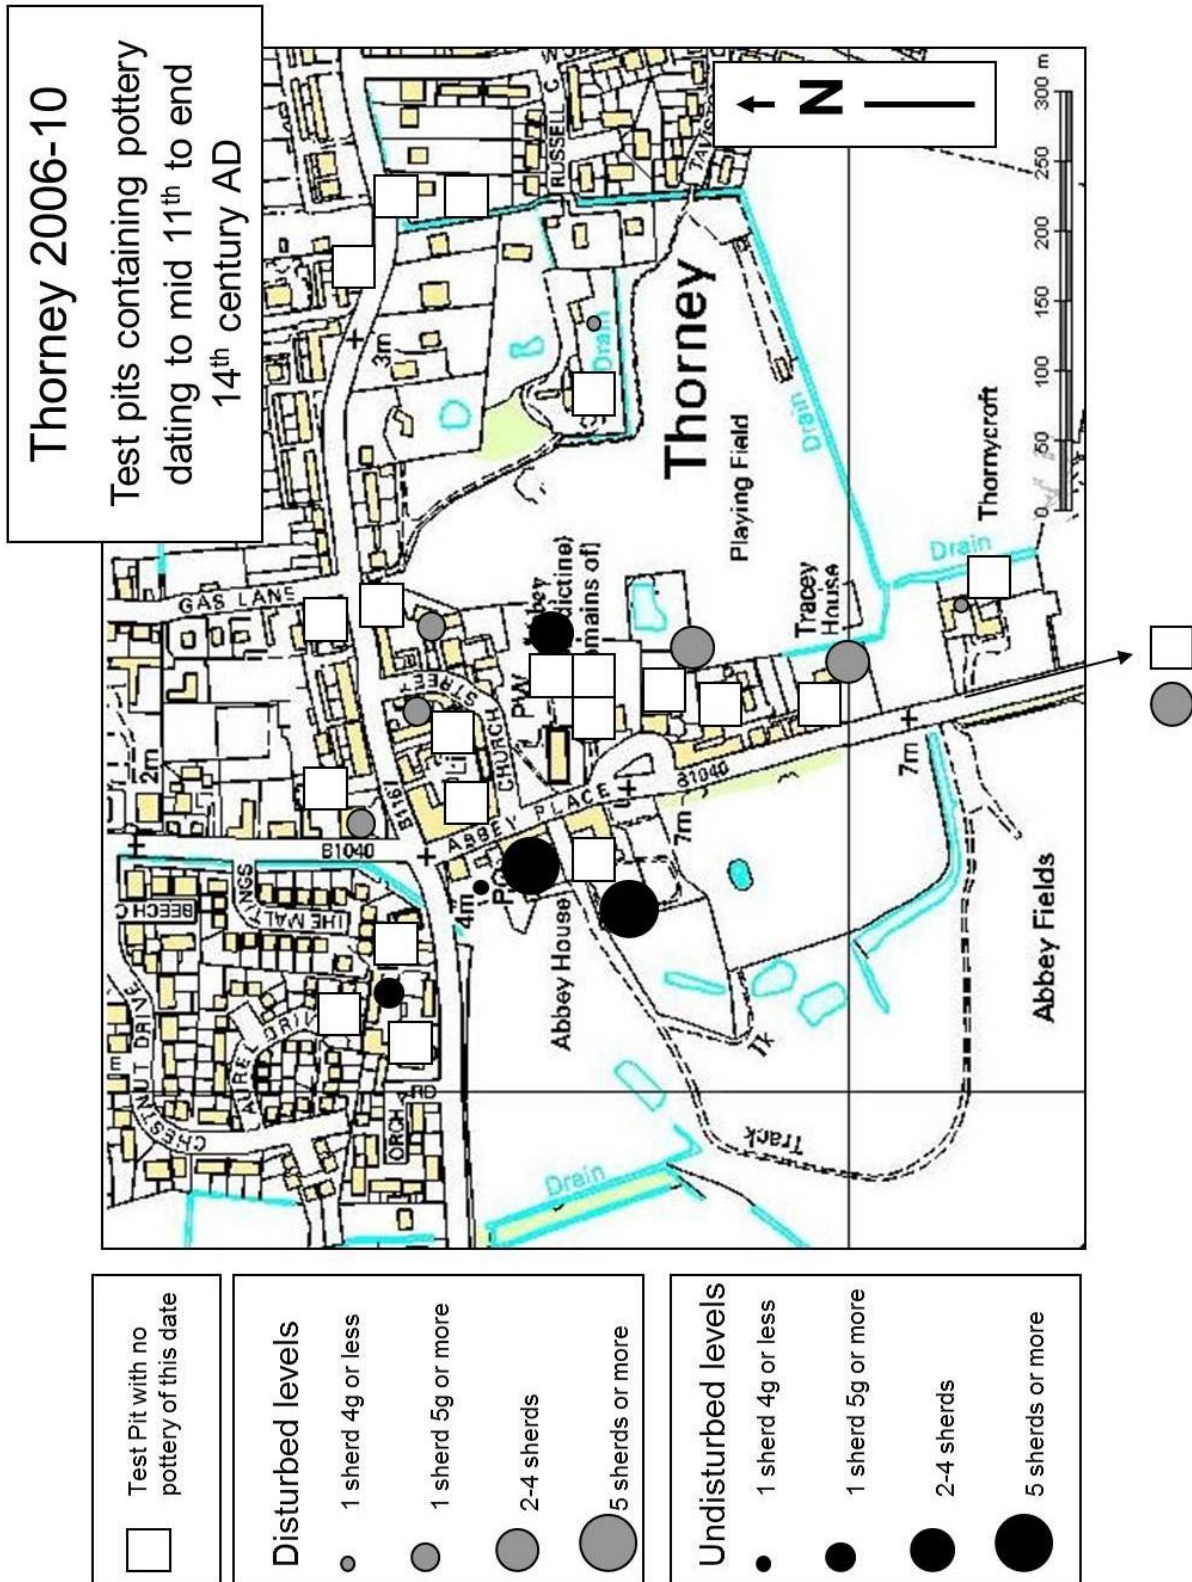 Thorney 2006-10
Test pits containing pottery
dating to mid 11th to end
14th century AD
N
0 50 100 150 200 250 300 m
GAS LANE
RUSSELL C
2m
3m
B1040
STREET
CHURCH
PW
ABBEY PLACE
B1040
4m
7m
7m
BEECH C
THE MALTINGS
CHESTNUT DRIVE
ORCH RD
Abbey House
Tk
Track
Drain
Abbey Fields
Thorney
Playing Field
Drain
Drain
Tracey
House
Drain
Thornycroft
Test Pit with no
pottery of this date
Disturbed levels
1 sherd 4g or less
1 sherd 5g or more
2-4 sherds
5 sherds or more
Undisturbed levels
1 sherd 4g or less
1 sherd 5g or more
2-4 sherds
5 sherds or more